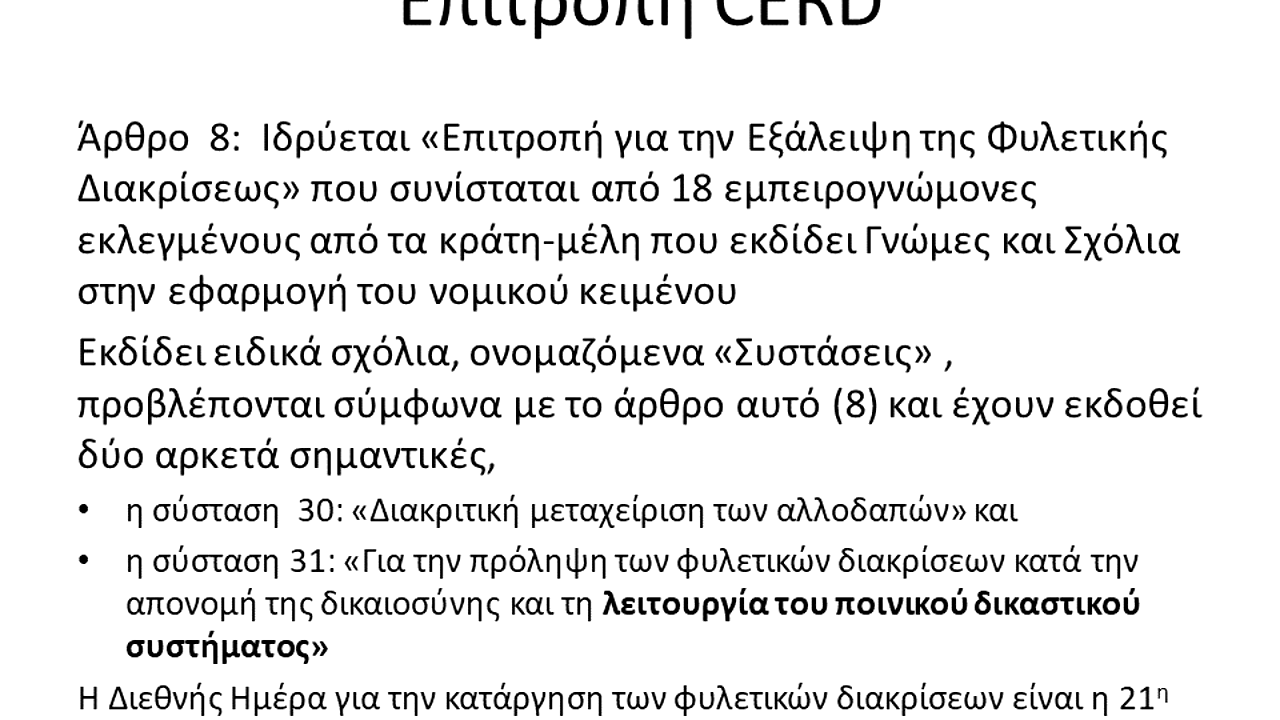 Επιτροπή CERD
Άρθρο 8: Ιδρύεται «Επιτροπή για την Εξάλειψη της Φυλετικής
Διακρίσεως» που συνίσταται από 18 εμπειρογνώμονες
εκλεγμένους από τα κράτη-μέλη που εκδίδει Γνώμες και Σχόλια
στην εφαρμογή του νομικού κειμένου
Εκδίδει ειδικά σχόλια, ονομαζόμενα «Συστάσεις» ,
προβλέπονται σύμφωνα με το άρθρο αυτό (8) και έχουν εκδοθεί
δύο αρκετά σημαντικές,
• η σύσταση 30: «Διακριτική μεταχείριση των αλλοδαπών» και
• η σύσταση 31: «Για την πρόληψη των φυλετικών διακρίσεων κατά την
απονομή της δικαιοσύνης και τη λειτουργία του ποινικού δικαστικού
συστήματος»
Η Διεθνής Ημέρα για την κατάργηση των φυλετικών διακρίσεων είναι η 21η